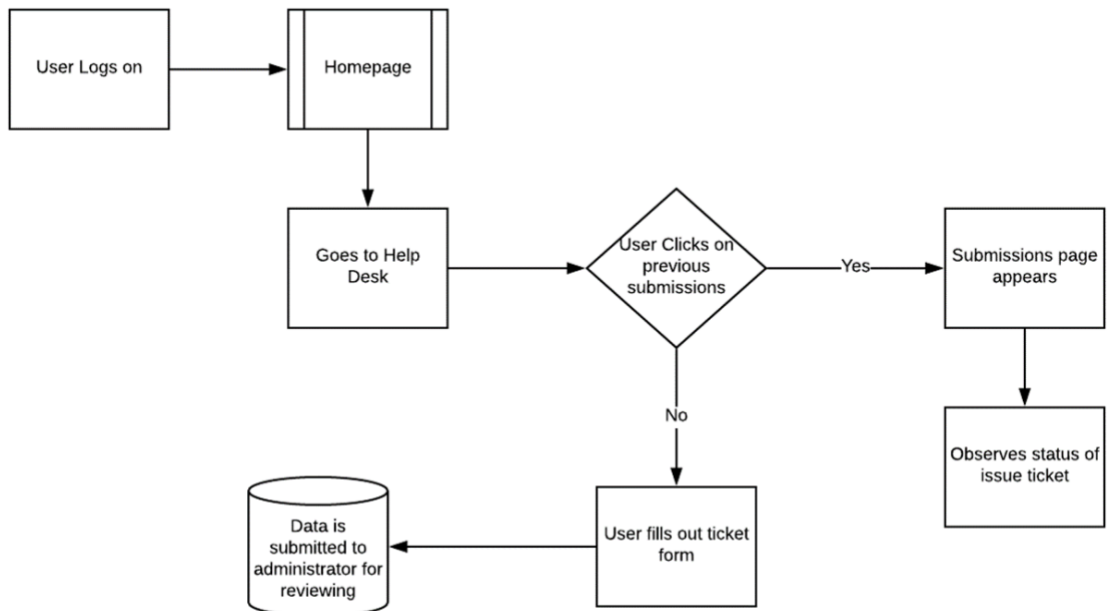 User Logs on
Homepage
Goes to Help
Desk
User Clicks on
previous
submissions
Yes
Submissions page
appears
No
Observes status of
issue ticket
User fills out ticket
form
Data is
submitted to
administrator for
reviewing